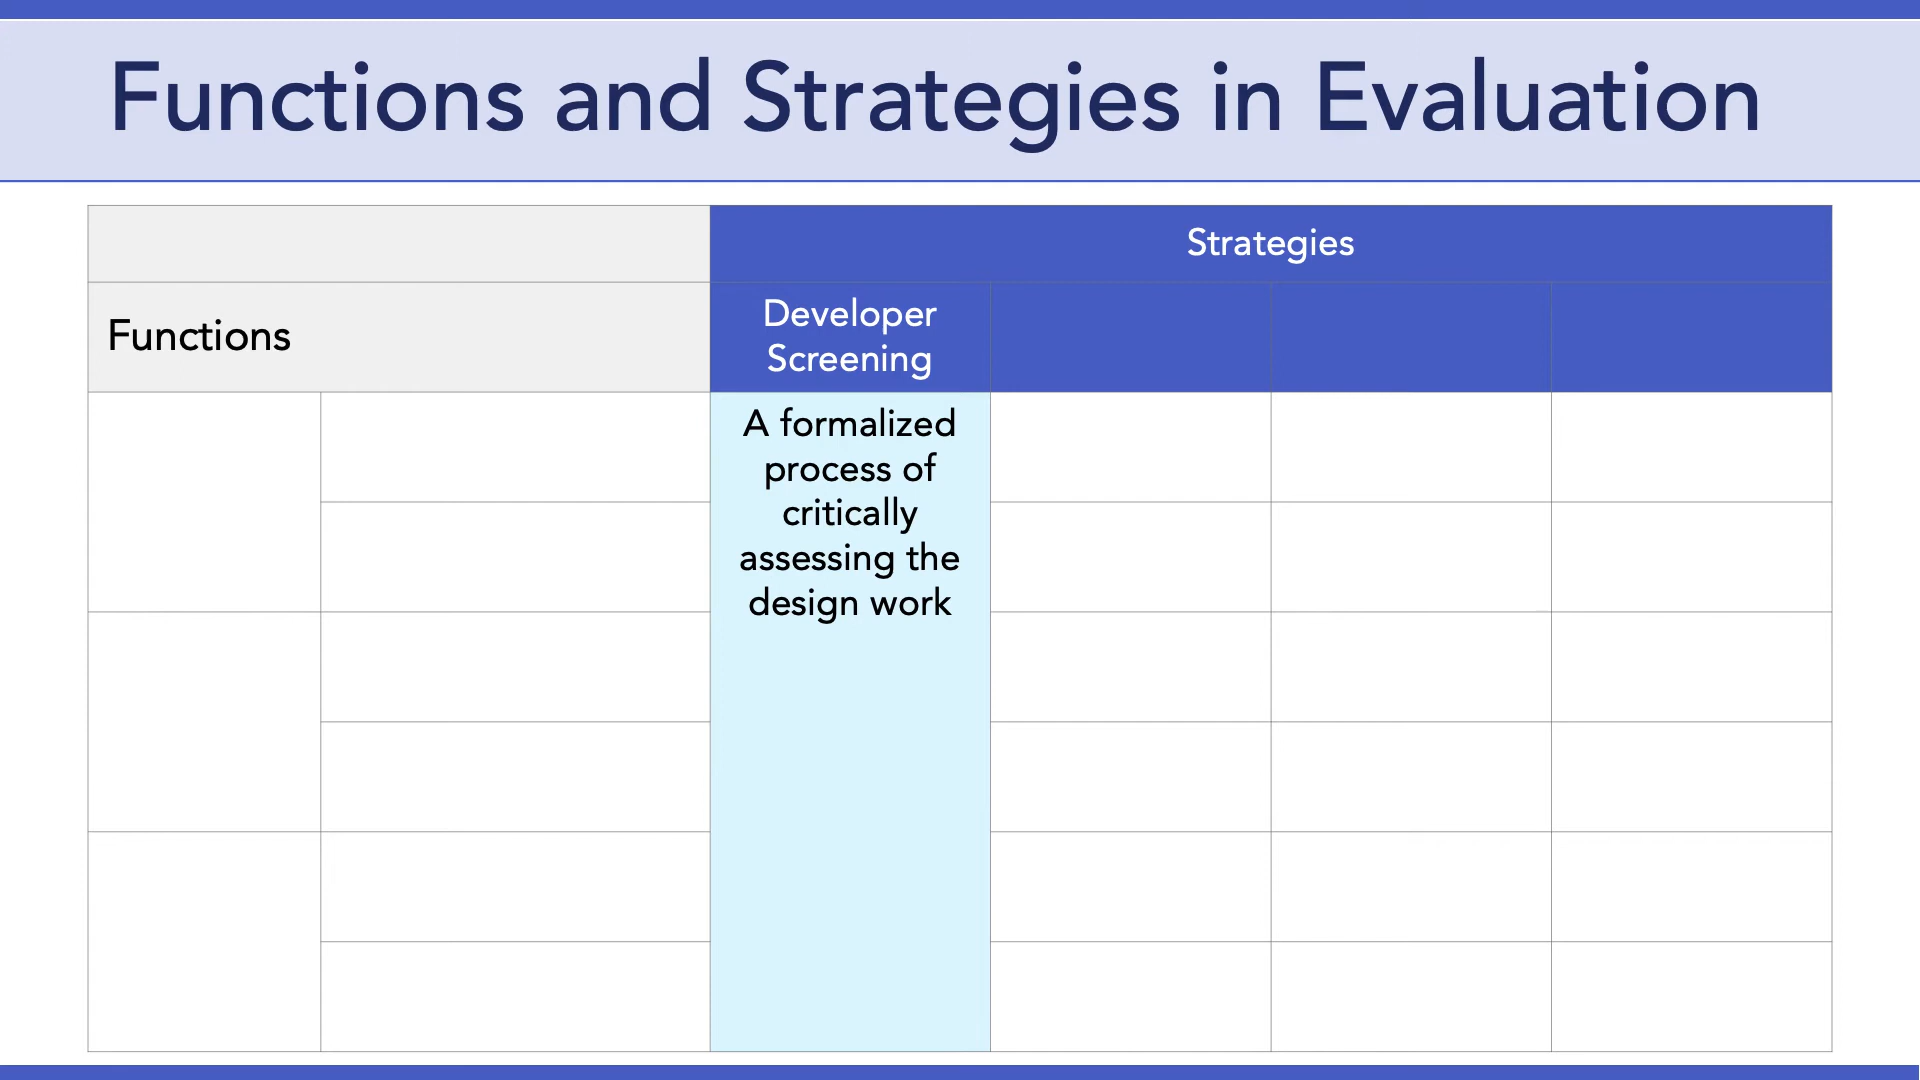 Functions and Strategies in Evaluation
Strategies
Functions
Developer
Screening
A formalized
process of
critically
assessing the
design work